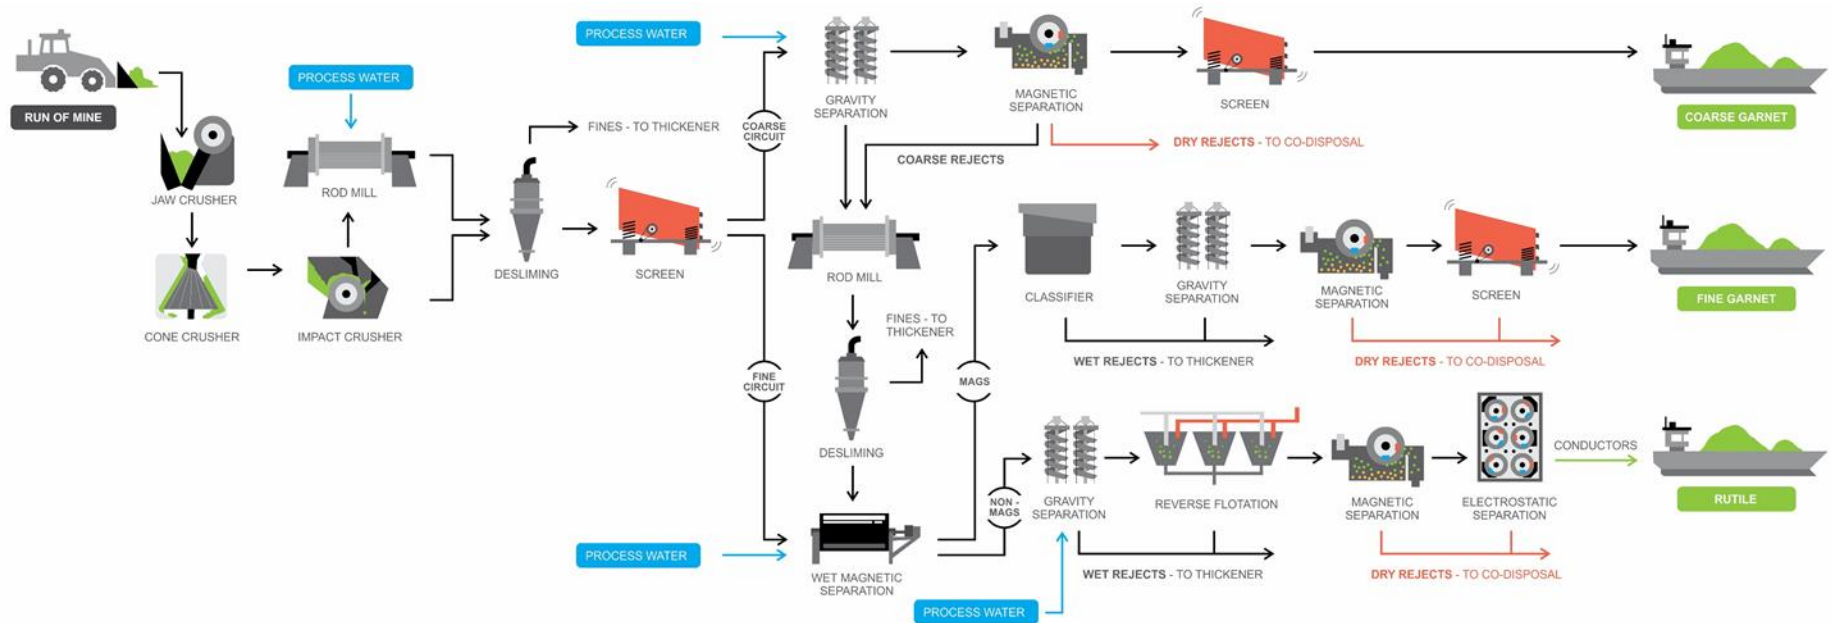 RUN OF MINE
JAW CRUSHER
CONE CRUSHER
IMPACT CRUSHER
PROCESS WATER
ROD MILL
FINES - TO THICKENER
DESLIMING
SCREEN
COARSE
CIRCUIT
FINE
CIRCUIT
PROCESS WATER
GRAVITY
SEPARATION
MAGNETIC
SEPARATION
SCREEN
COARSE GARNET
COARSE REJECTS
DRY REJECTS - TO CO-DISPOSAL
ROD MILL
FINES - TO
THICKENER
DESLIMING
PROCESS WATER
WET MAGNETIC
SEPARATION
MAGS
NON -
MAGS
CLASSIFIER
GRAVITY
SEPARATION
MAGNETIC
SEPARATION
SCREEN
FINE GARNET
WET REJECTS - TO THICKENER
DRY REJECTS - TO CO-DISPOSAL
GRAVITY
SEPARATION
REVERSE FLOTATION
MAGNETIC
SEPARATION
ELECTROSTATIC
SEPARATION
CONDUCTORS
RUTILE
WET REJECTS - TO THICKENER
DRY REJECTS - TO CO-DISPOSAL
PROCESS WATER